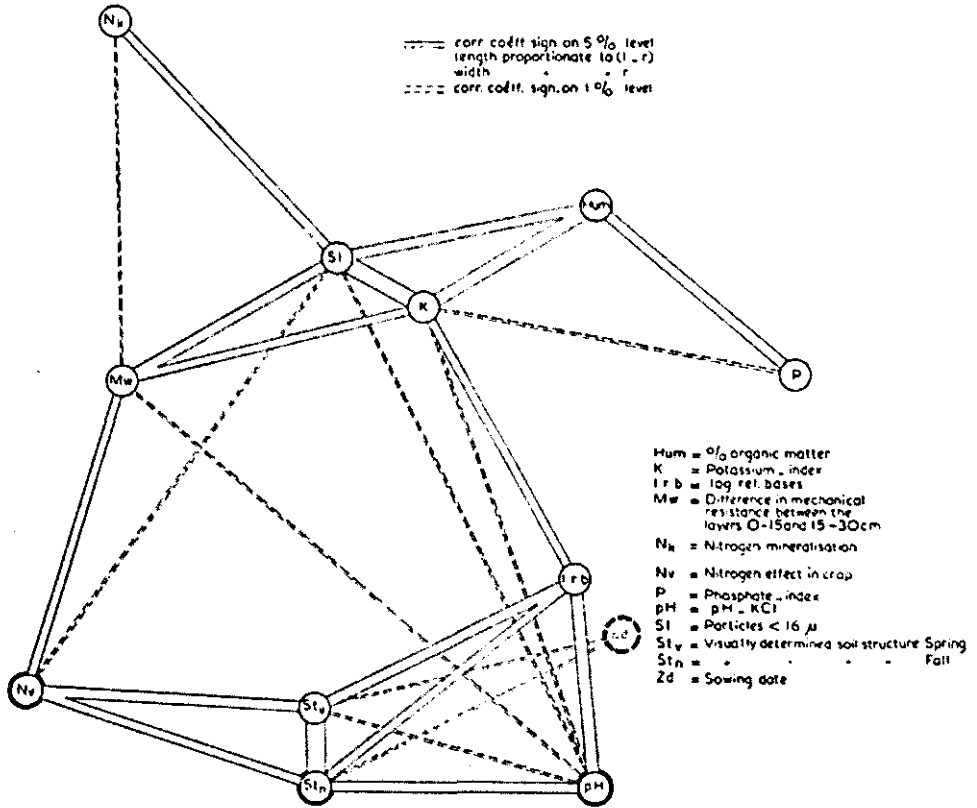 Nk
corr. coëff. sign on 5 % level
length proportionate to (1 - r)
width " " r
corr. coëff. sign. on 1 % level
Hum
Sl
K
Mw
P
Hum = % organic matter
K = Potassium - index
lrb = log rel. bases
Mw = Difference in mechanical
resistance between the
layers 0-15 and 15-30cm
Nk = Nitrogen mineralisation
Nv = Nitrogen effect in crop
P = Phosphate - index
pH = pH - KCl
Sl = Particles < 16 µ
Stv = Visually determined soil structure Spring
Stn = " " " " Fall
Zd = Sowing date
lrb
Zd
Nv
Stv
Stn
pH